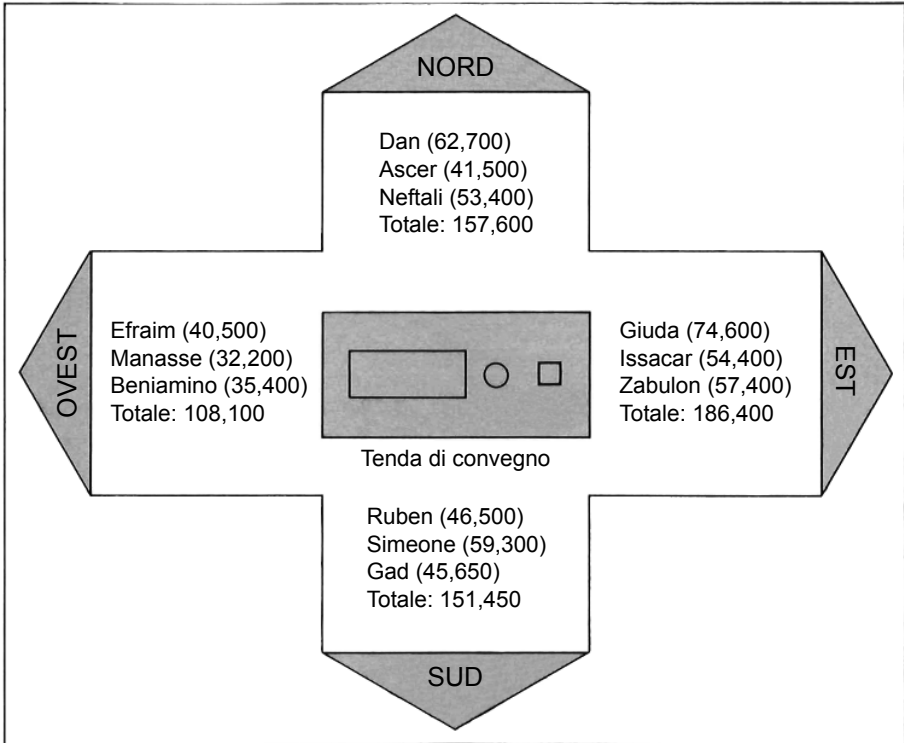 NORD
Dan (62,700)
Ascer (41,500)
Neftali (53,400)
Totale: 157,600
OVEST
Efraim (40,500)
Manasse (32,200)
Beniamino (35,400)
Totale: 108,100
Giuda (74,600)
Issacar (54,400)
Zabulon (57,400)
Totale: 186,400
EST
Tenda di convegno
Ruben (46,500)
Simeone (59,300)
Gad (45,650)
Totale: 151,450
SUD